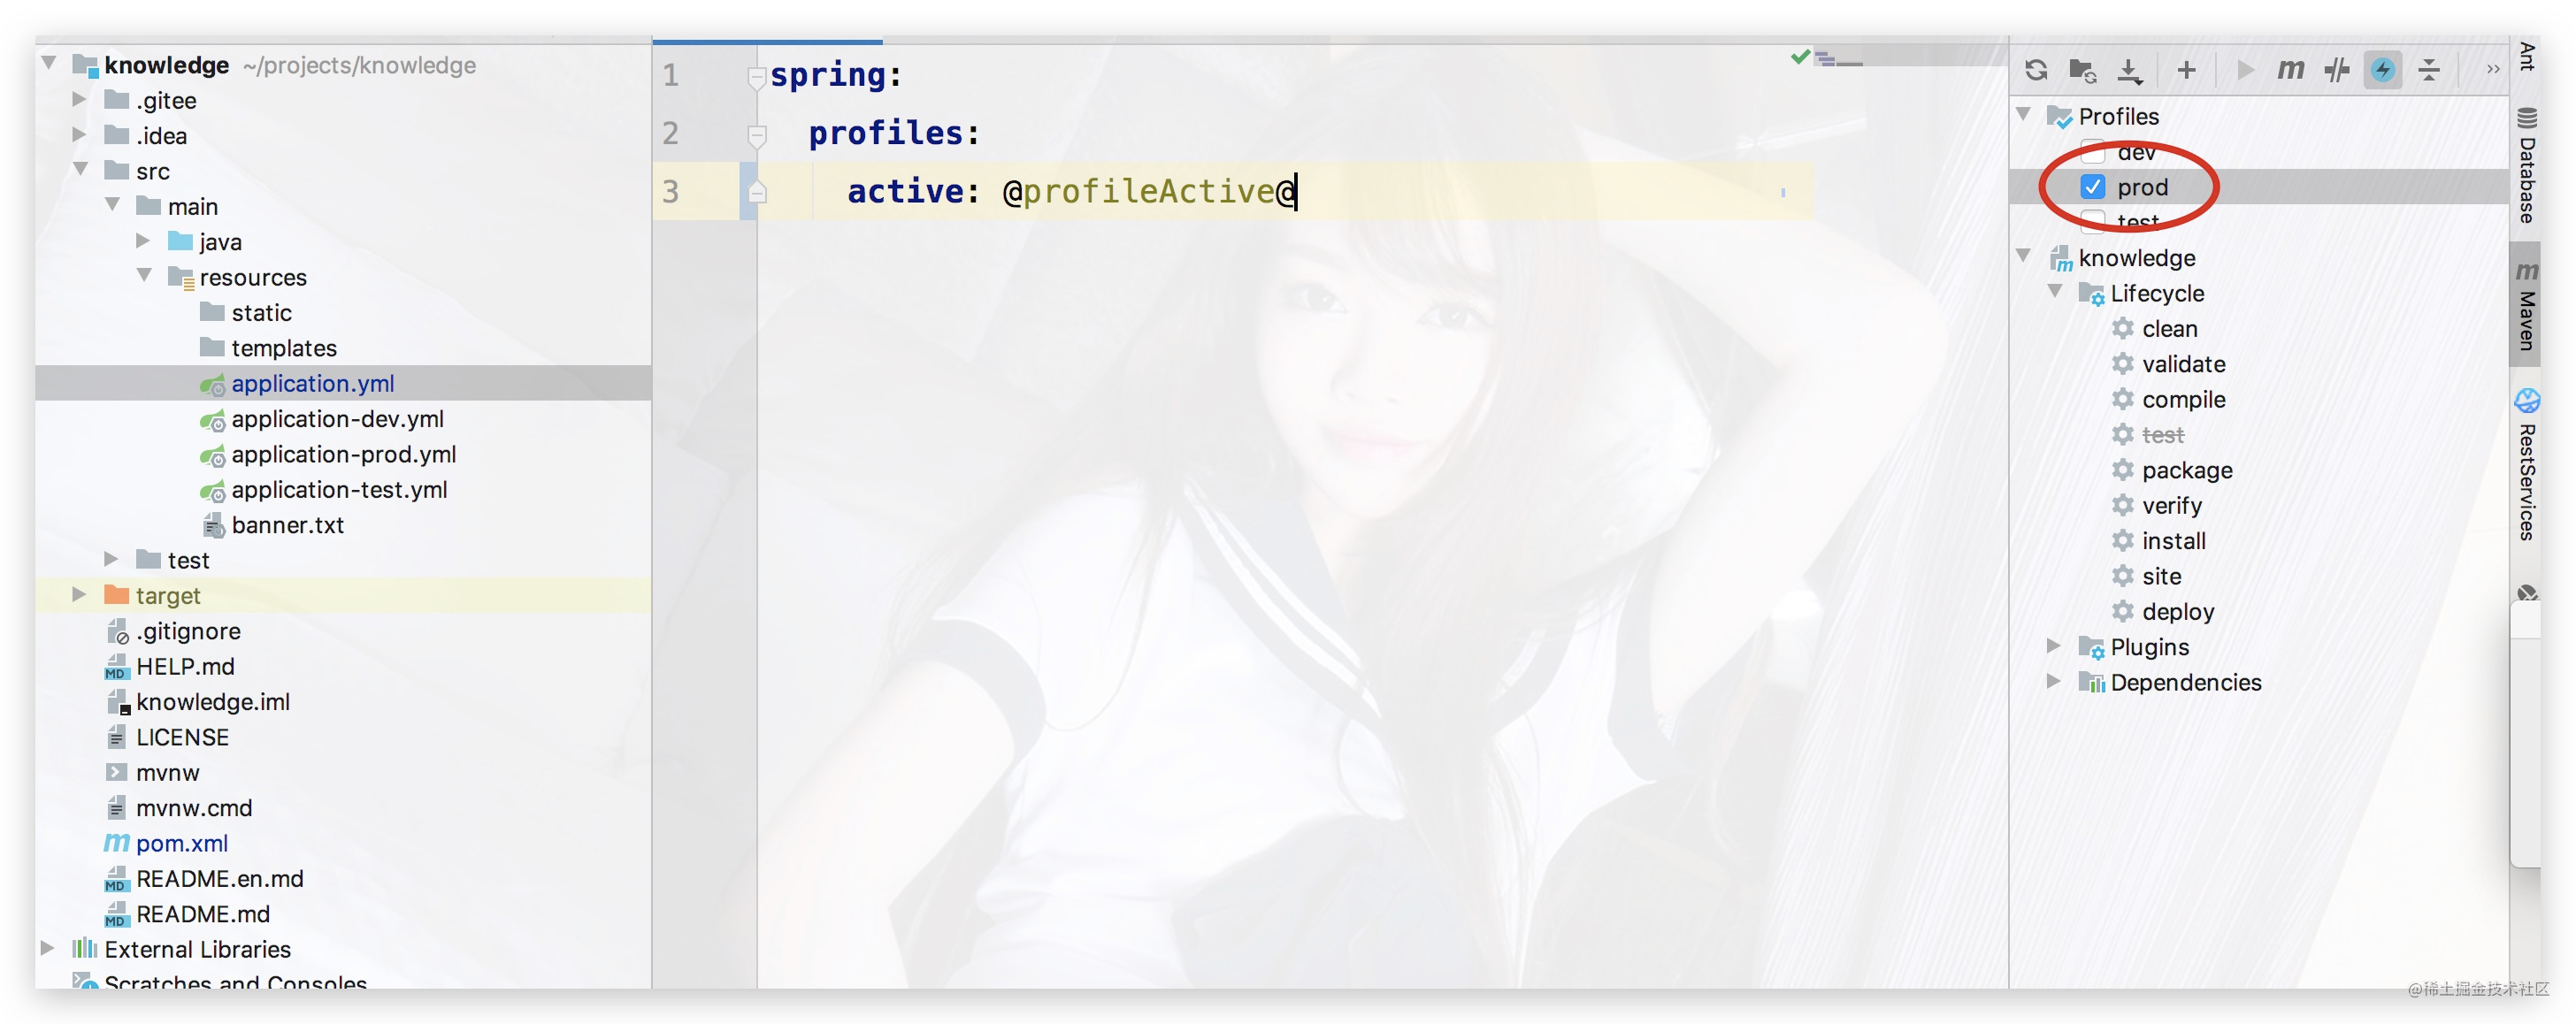 knowledge ~/projects/knowledge
.gitee
.idea
src
main
java
resources
static
templates
application.yml
application-dev.yml
application-prod.yml
application-test.yml
banner.txt
test
target
.gitignore
HELP.md
knowledge.iml
LICENSE
mvnw
mvnw.cmd
pom.xml
README.en.md
README.md
External Libraries
Scratches and Consoles
1 spring:
2 profiles:
3 active: @profileActive@
Profiles
dev
prod
test
knowledge
Lifecycle
clean
validate
compile
test
package
verify
install
site
deploy
Plugins
Dependencies
Ant
Database
Maven
RestServices
@稀土掘金技术社区